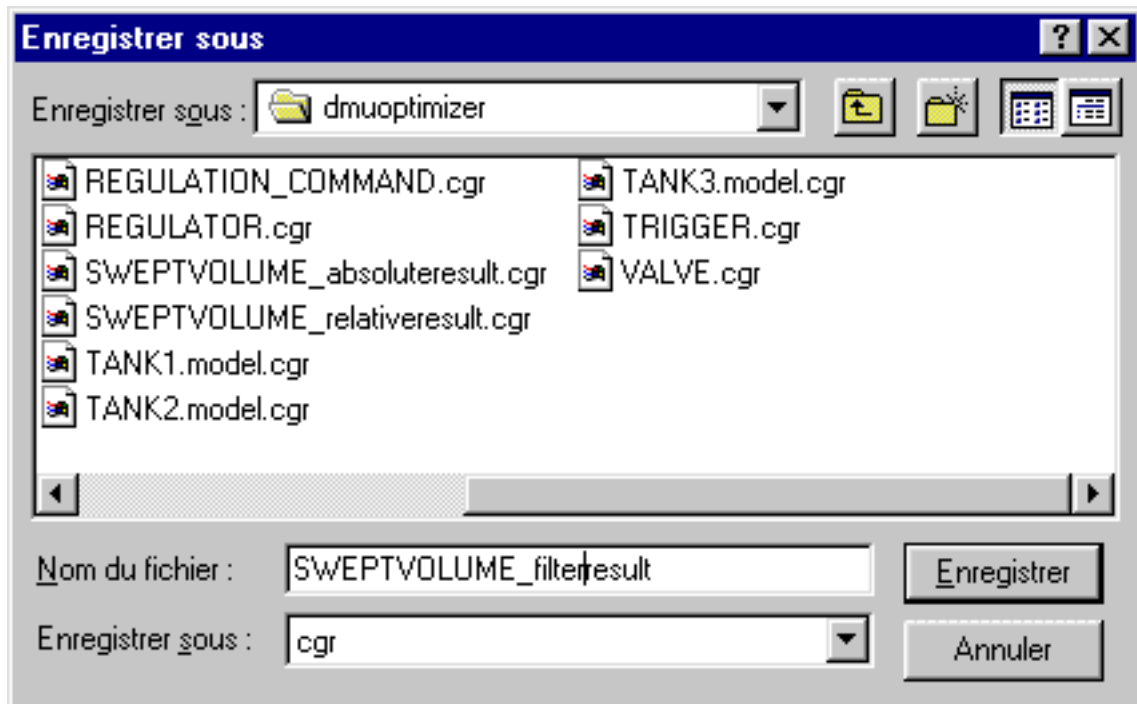 Enregistrer sous
Enregistrer sous : dmuoptimizer
REGULATION_COMMAND.cgr
REGULATOR.cgr
SWEPTVOLUME_absoluteresult.cgr
SWEPTVOLUME_relativeresult.cgr
TANK1.model.cgr
TANK2.model.cgr
TANK3.model.cgr
TRIGGER.cgr
VALVE.cgr
Nom du fichier : SWEPTVOLUME_filterresult Enregistrer
Enregistrer sous : cgr Annuler